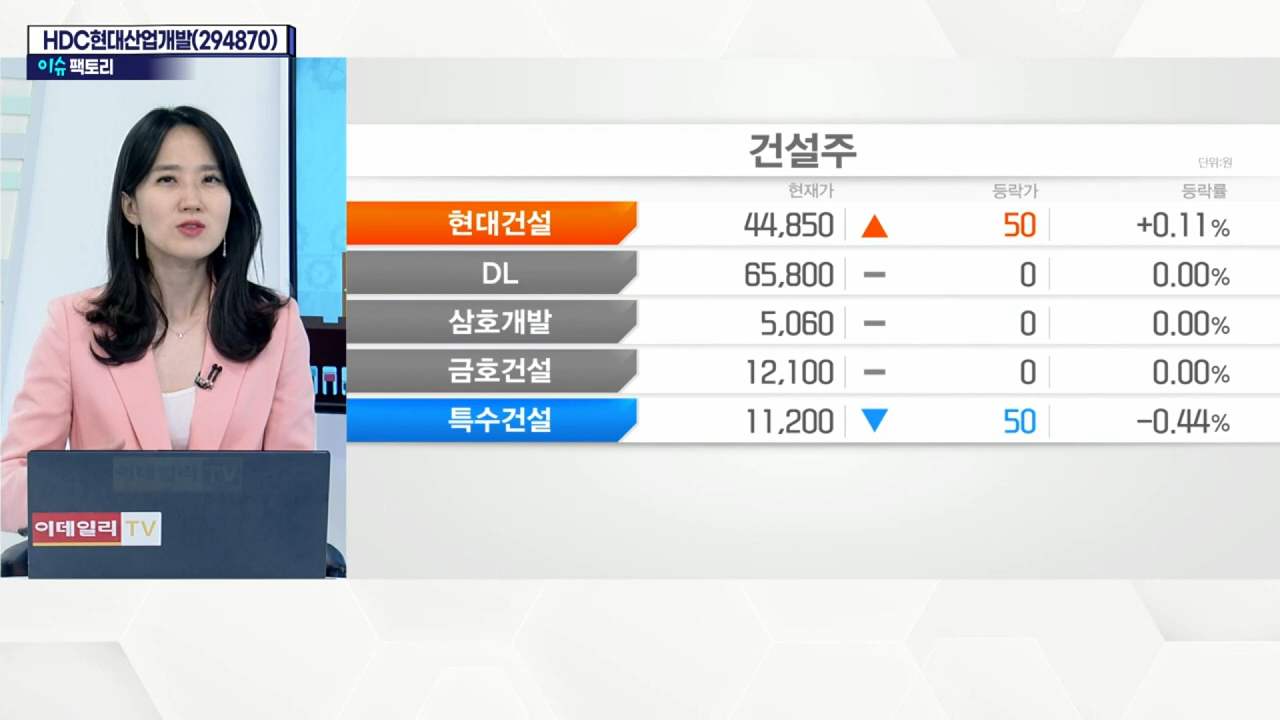 HDC현대산업개발(294870)
이슈 팩토리
건설주
단위:원
현재가 등락가 등락률
현대건설 44,850 ▲ 50 +0.11%
DL 65,800 - 0 0.00%
삼호개발 5,060 - 0 0.00%
금호건설 12,100 - 0 0.00%
특수건설 11,200 ▼ 50 -0.44%
이데일리TV